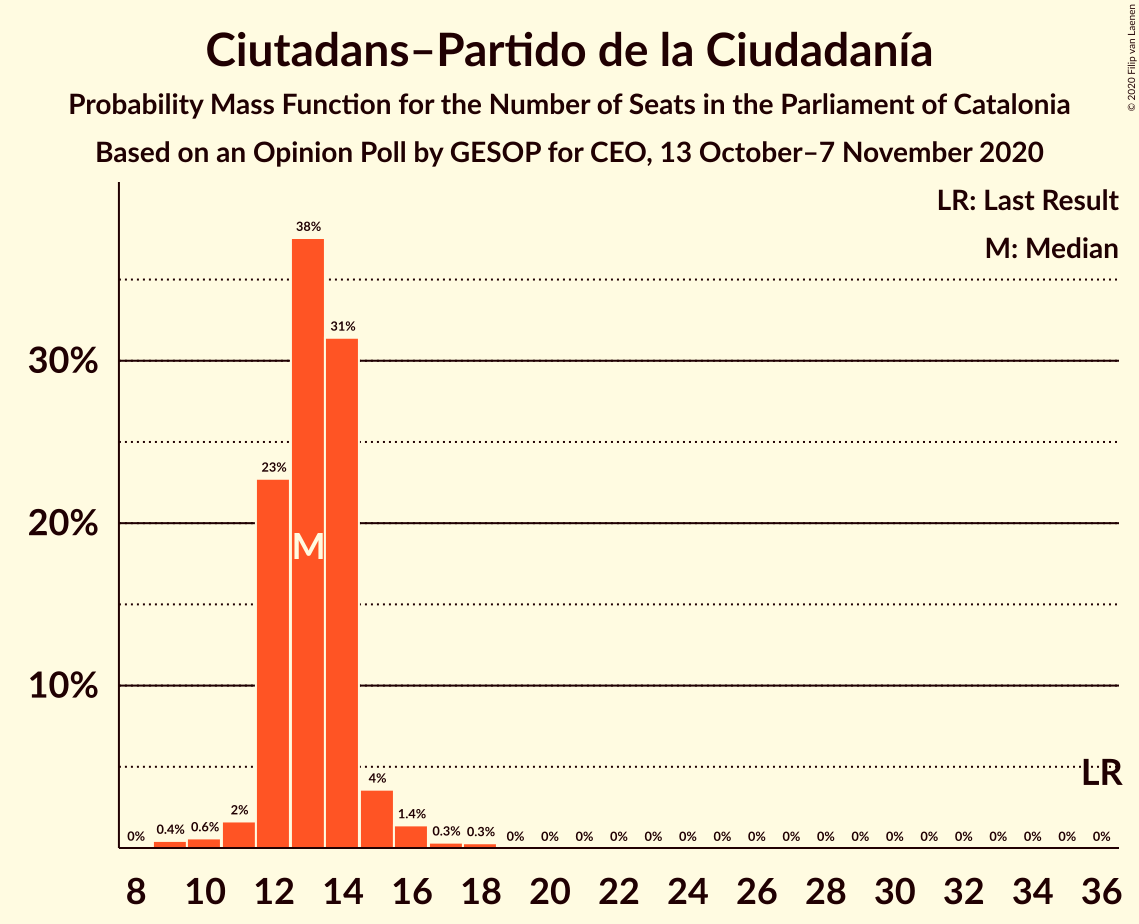 Ciutadans–Partido de la Ciudadanía
Probability Mass Function for the Number of Seats in the Parliament of Catalonia
Based on an Opinion Poll by GESOP for CEO, 13 October–7 November 2020
© 2020 Filip van Laenen
LR: Last Result
M: Median
38%
31%
30%
23%
20%
M
10%
LR
4%
2%
1.4%
0% 0.4% 0.6% 0.3% 0.3% 0% 0% 0% 0% 0% 0% 0% 0% 0% 0% 0% 0% 0% 0% 0% 0% 0% 0%
8 10 12 14 16 18 20 22 24 26 28 30 32 34 36